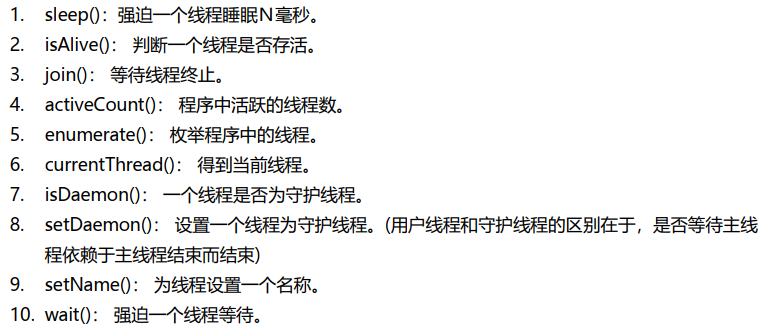 1. sleep()：强迫一个线程睡眠Ｎ毫秒。
2. isAlive()： 判断一个线程是否存活。
3. join()： 等待线程终止。
4. activeCount()： 程序中活跃的线程数。
5. enumerate()： 枚举程序中的线程。
6. currentThread()： 得到当前线程。
7. isDaemon()： 一个线程是否为守护线程。
8. setDaemon()： 设置一个线程为守护线程。(用户线程和守护线程的区别在于，是否等待主线
程依赖于主线程结束而结束)
9. setName()： 为线程设置一个名称。
10. wait()： 强迫一个线程等待。